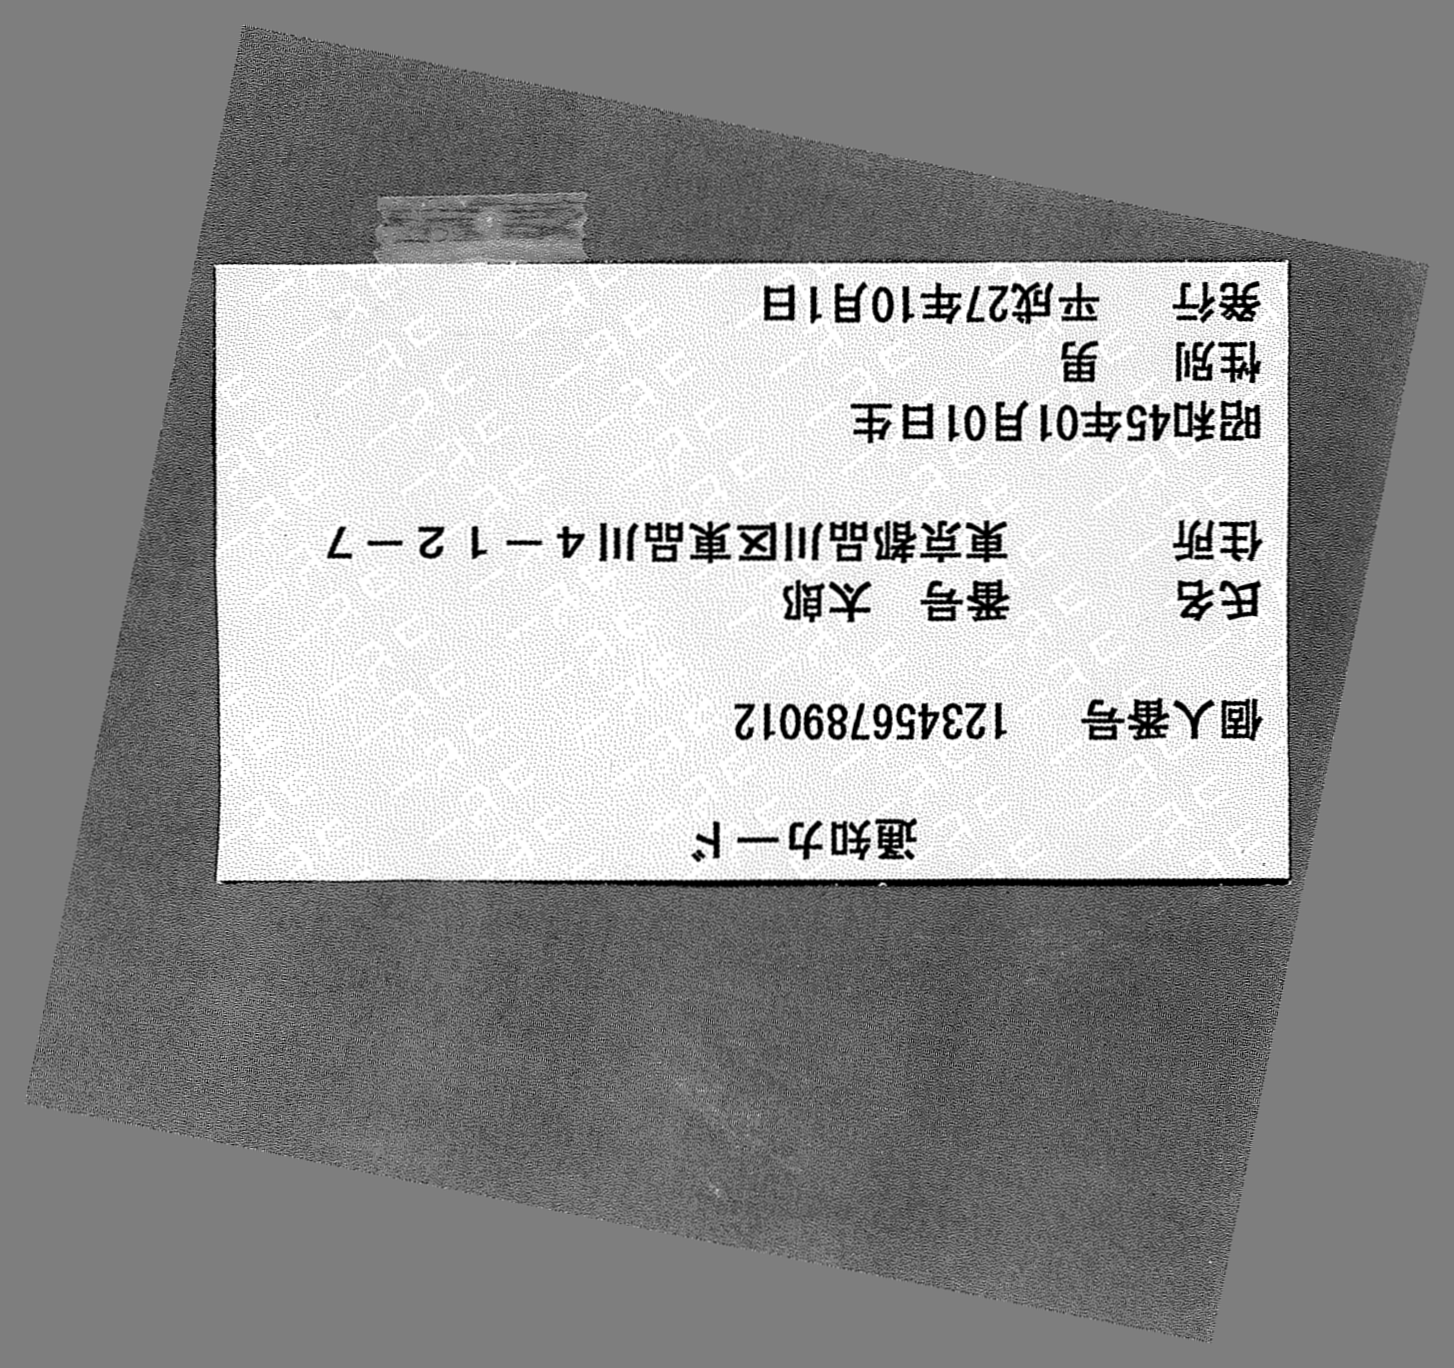 通知カード
個人番号 123456789012
氏名 番号 太郎
住所 東京都品川区東品川4-12-7
昭和45年01月01日生
性別 男
発行 平成27年10月1日